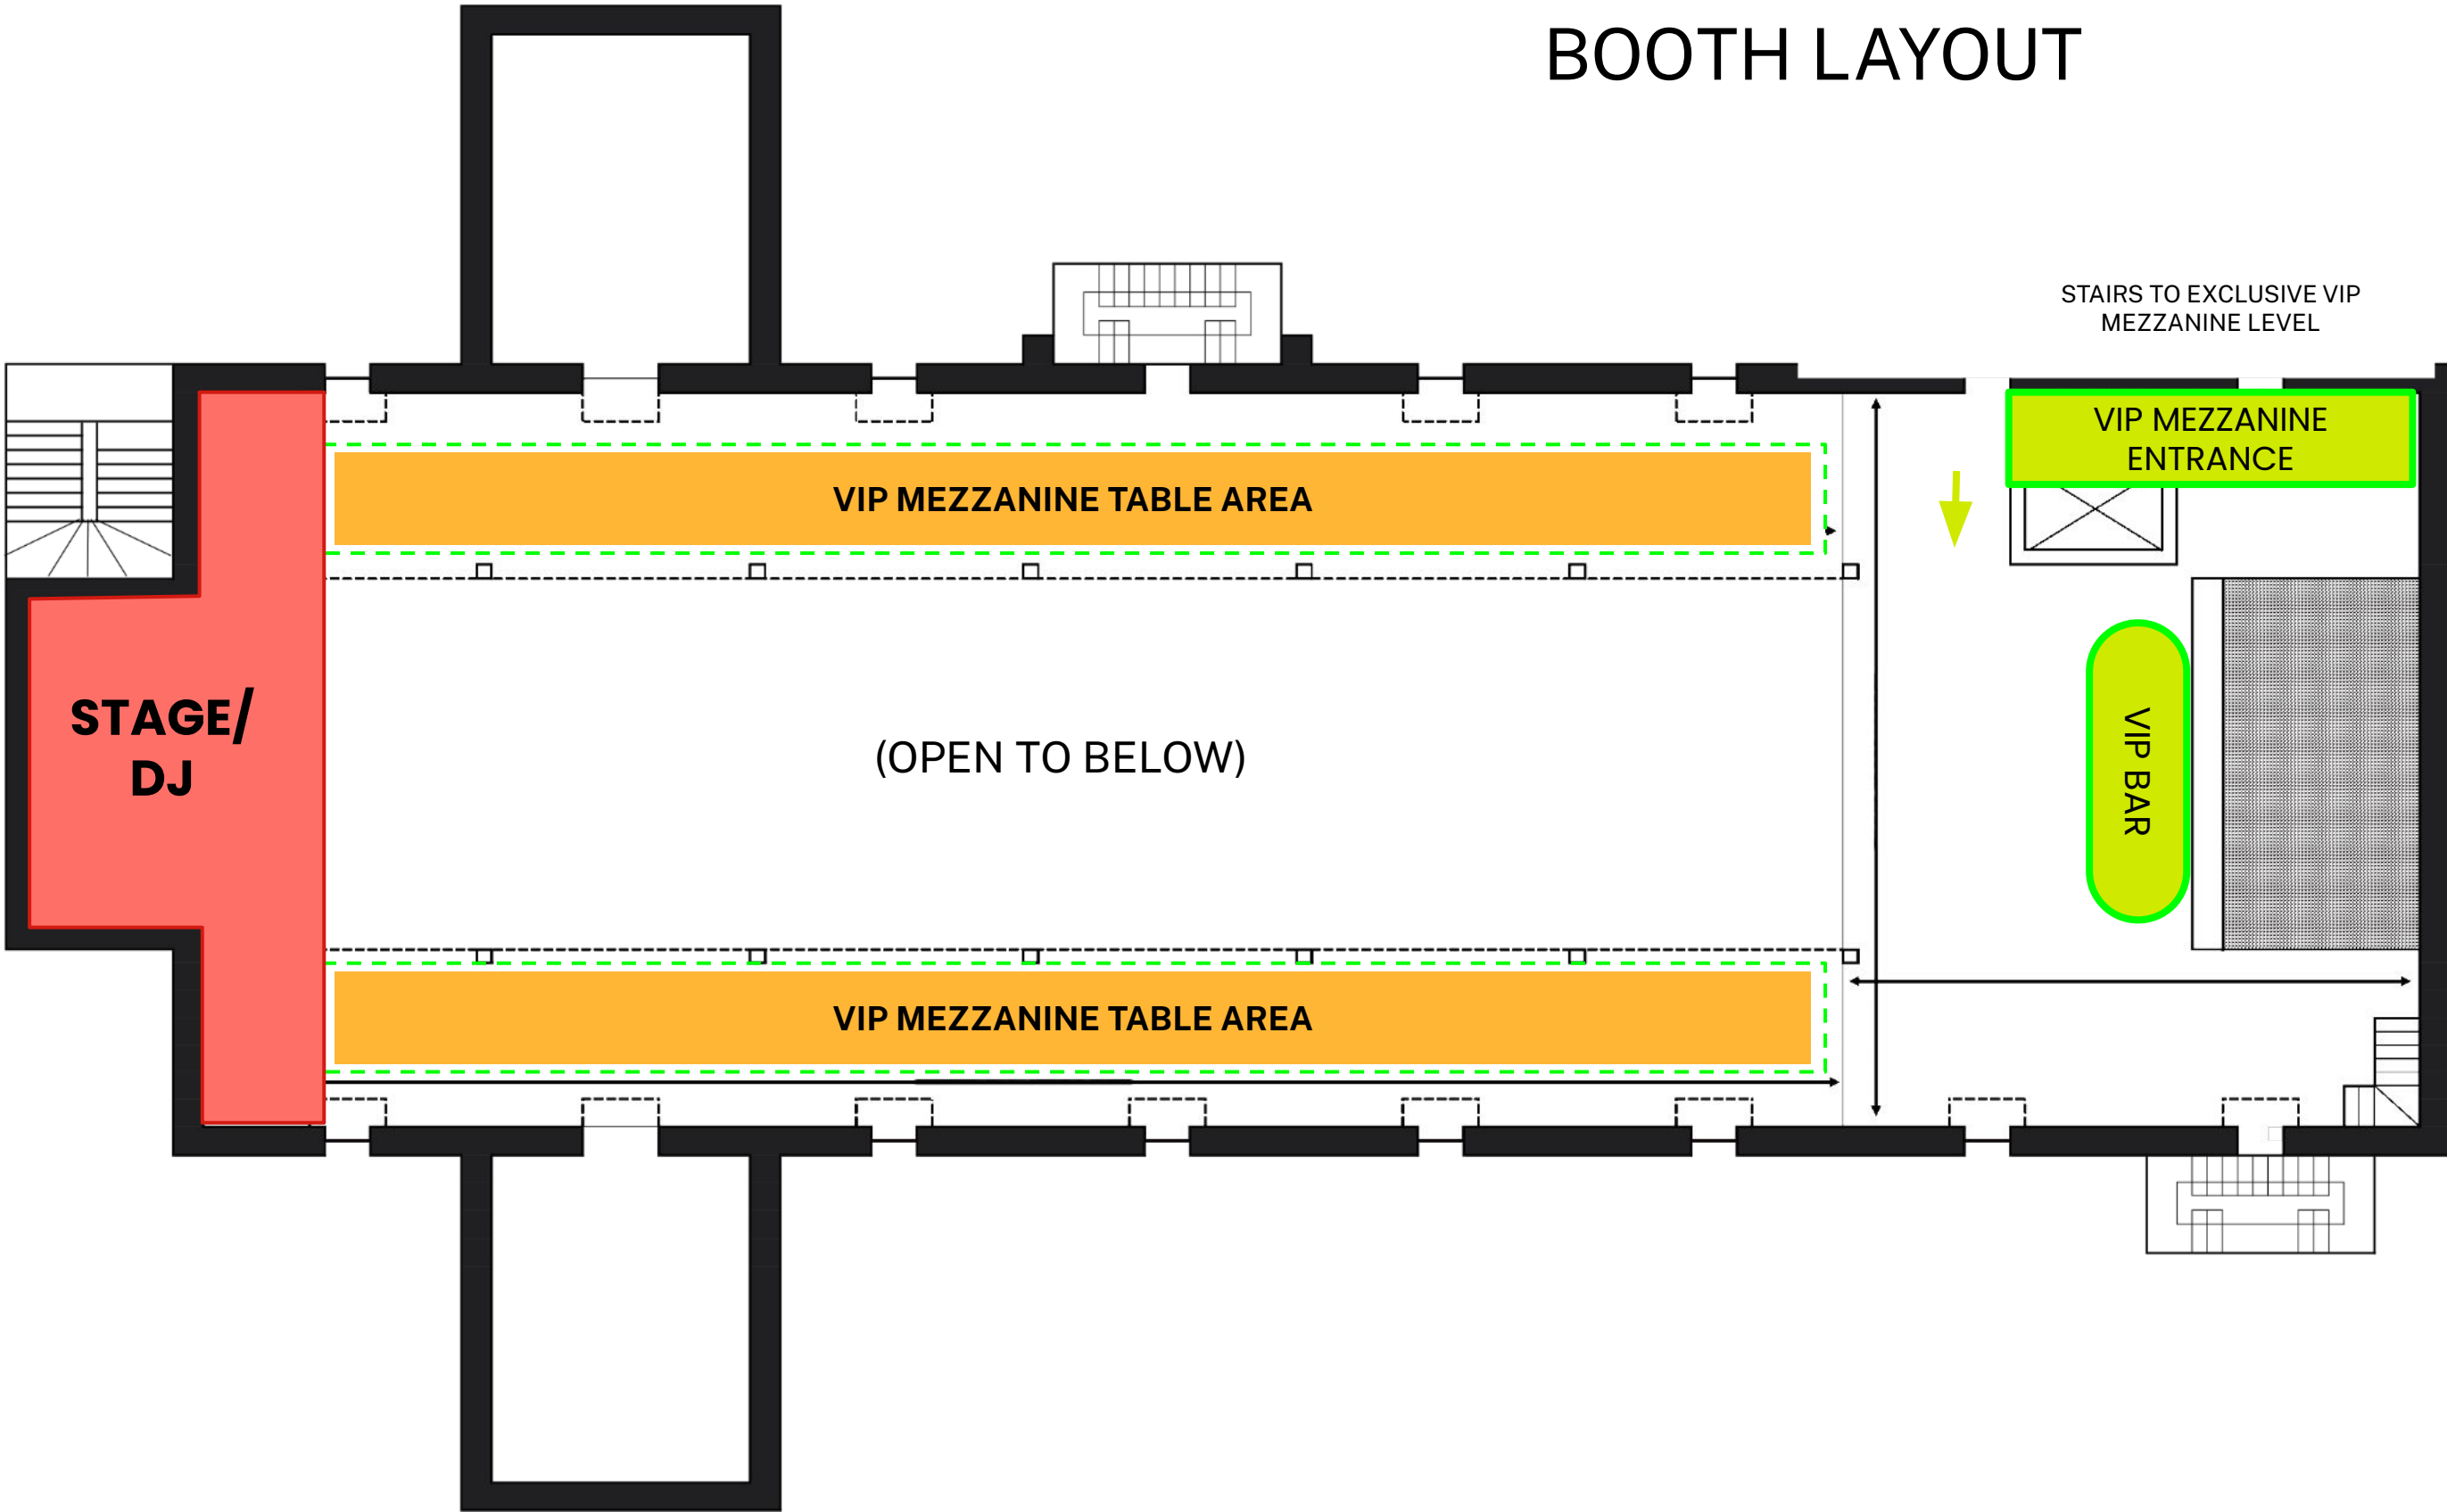 BOOTH LAYOUT
STAIRS TO EXCLUSIVE VIP
MEZZANINE LEVEL
VIP MEZZANINE
ENTRANCE
VIP MEZZANINE TABLE AREA
STAGE/
DJ
(OPEN TO BELOW)
VIP BAR
VIP MEZZANINE TABLE AREA